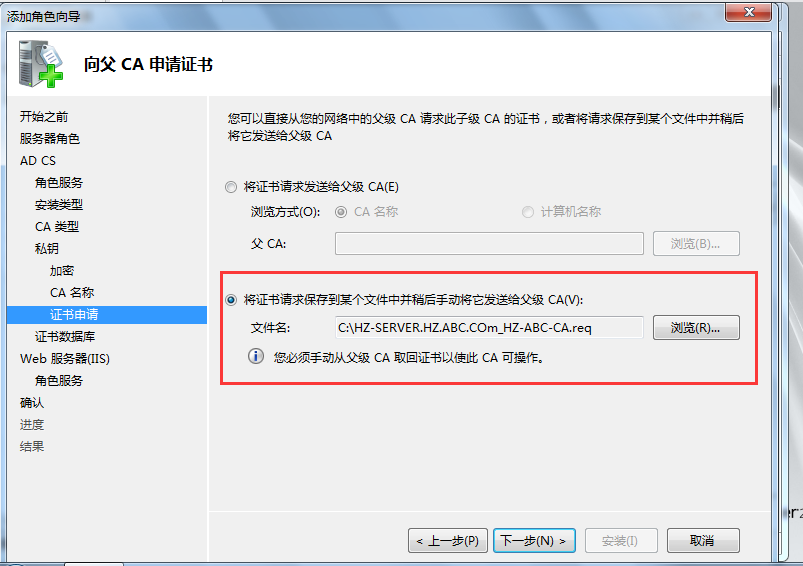 添加角色向导
向父 CA 申请证书
开始之前
服务器角色
AD CS
角色服务
安装类型
CA 类型
私钥
加密
CA 名称
证书申请
证书数据库
Web 服务器(IIS)
角色服务
确认
进度
结果
您可以直接从您的网络中的父级 CA 请求此子级 CA 的证书，或者将请求保存到某个文件中并稍后
将它发送给父级 CA
将证书请求发送给父级 CA(E)
浏览方式(O): CA 名称 计算机名称
父 CA: 浏览(B)...
将证书请求保存到某个文件中并稍后手动将它发送给父级 CA(V):
文件名: C:\HZ-SERVER.HZ.ABC.COm_HZ-ABC-CA.req 浏览(R)...
您必须手动从父级 CA 取回证书以使此 CA 可操作。
< 上一步(P) 下一步(N) > 安装(I) 取消